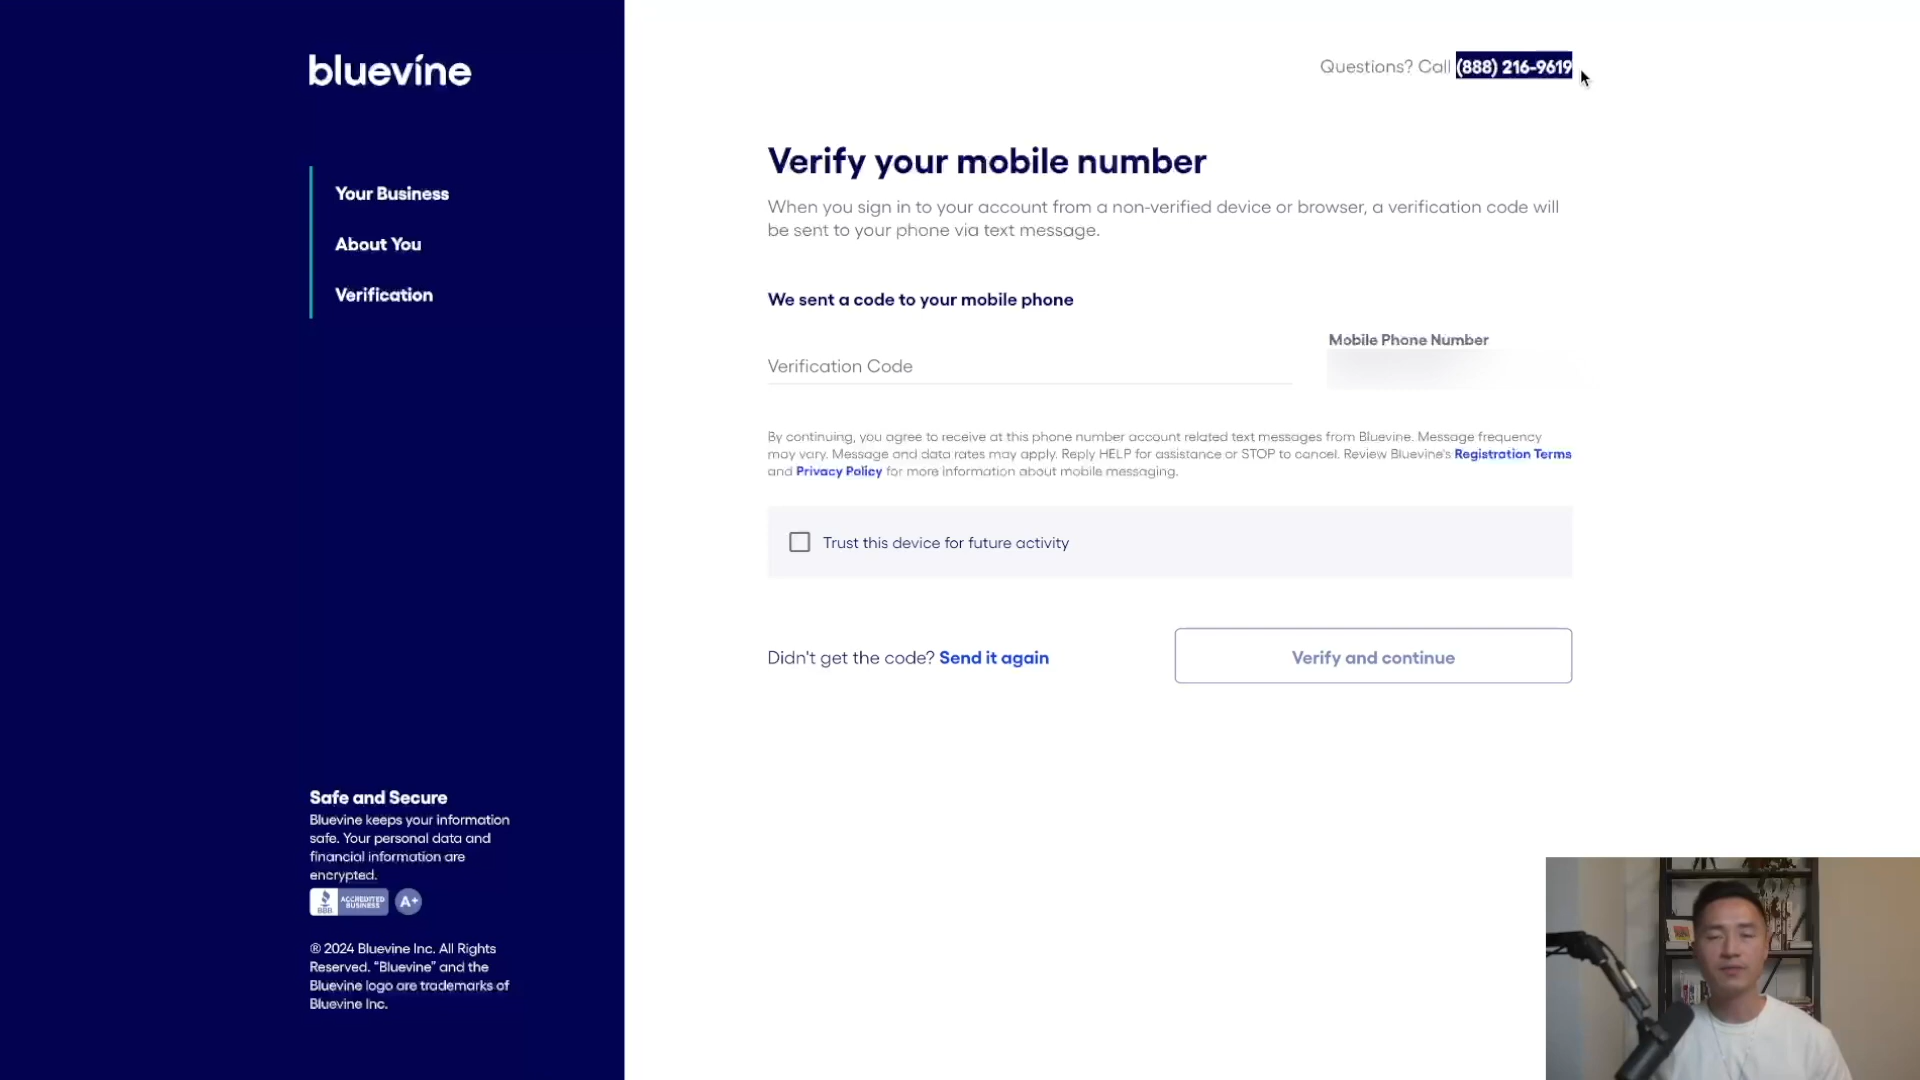 bluevine
Your Business
About You
Verification
Safe and Secure
Bluevine keeps your information
safe. Your personal data and
financial information are
encrypted.
BBB
ACCREDITED
BUSINESS
A+
® 2024 Bluevine Inc. All Rights
Reserved. “Bluevine” and the
Bluevine logo are trademarks of
Bluevine Inc.
Questions? Call (888) 216-9619
Verify your mobile number
When you sign in to your account from a non-verified device or browser, a verification code will
be sent to your phone via text message.
We sent a code to your mobile phone
Mobile Phone Number
Verification Code
By continuing, you agree to receive at this phone number account related text messages from Bluevine. Message frequency
may vary. Message and data rates may apply. Reply HELP for assistance or STOP to cancel. Review Bluevine's Registration Terms
and Privacy Policy for more information about mobile messaging.
Trust this device for future activity
Didn't get the code? Send it again
Verify and continue